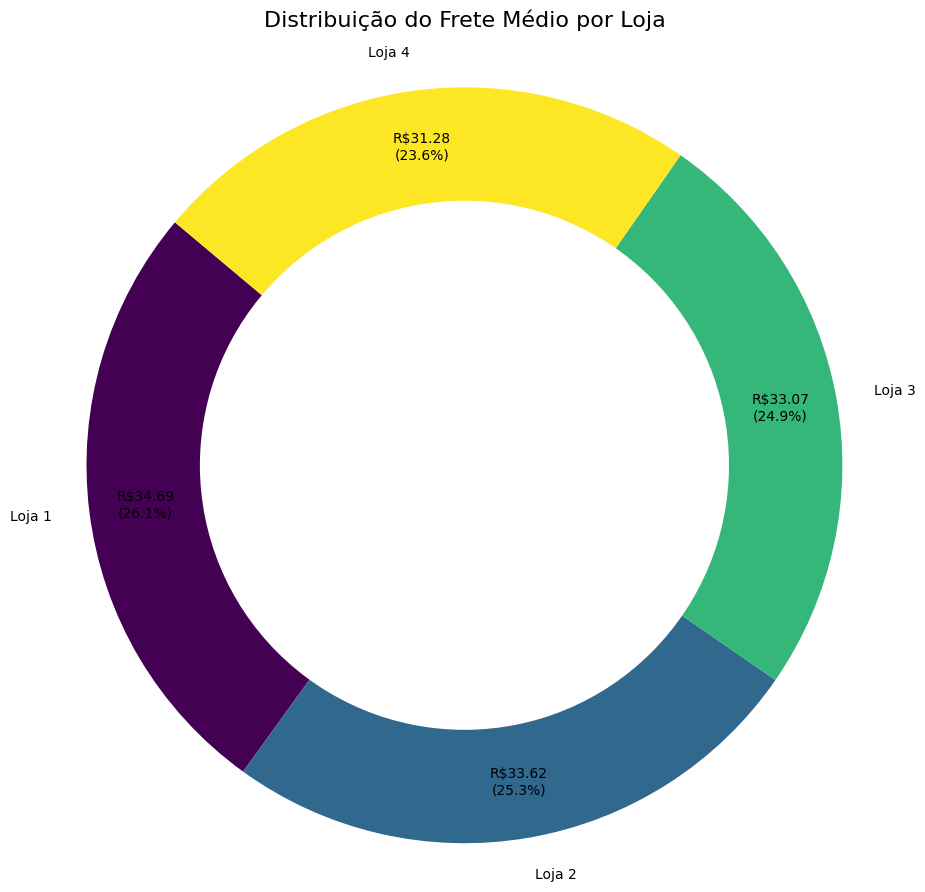 Distribuição do Frete Médio por Loja
Loja 4
R$31.28
(23.6%)
Loja 3
R$33.07
(24.9%)
R$34.69
(26.1%)
Loja 1
R$33.62
(25.3%)
Loja 2